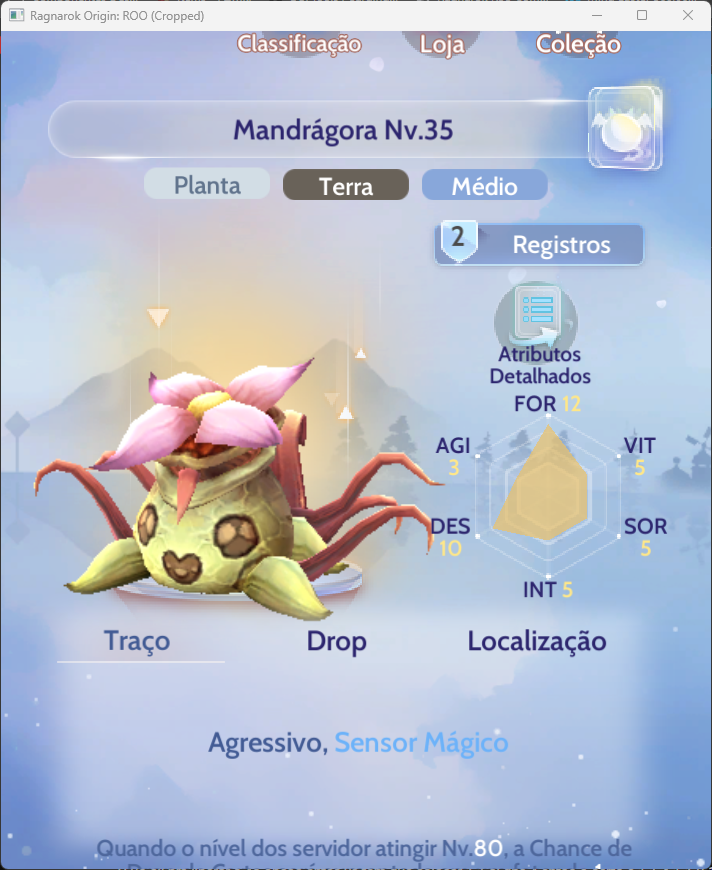 Ragnarok Origin: ROO (Cropped)
Classificação
Loja
Coleção
Mandrágora Nv.35
Planta
Terra
Médio
2
Registros
Atributos
Detalhados
FOR 12
AGI
3
VIT
5
DES
10
SOR
5
INT 5
Traço
Drop
Localização
Agressivo, Sensor Mágico
Quando o nível dos servidor atingir Nv.80, a Chance de